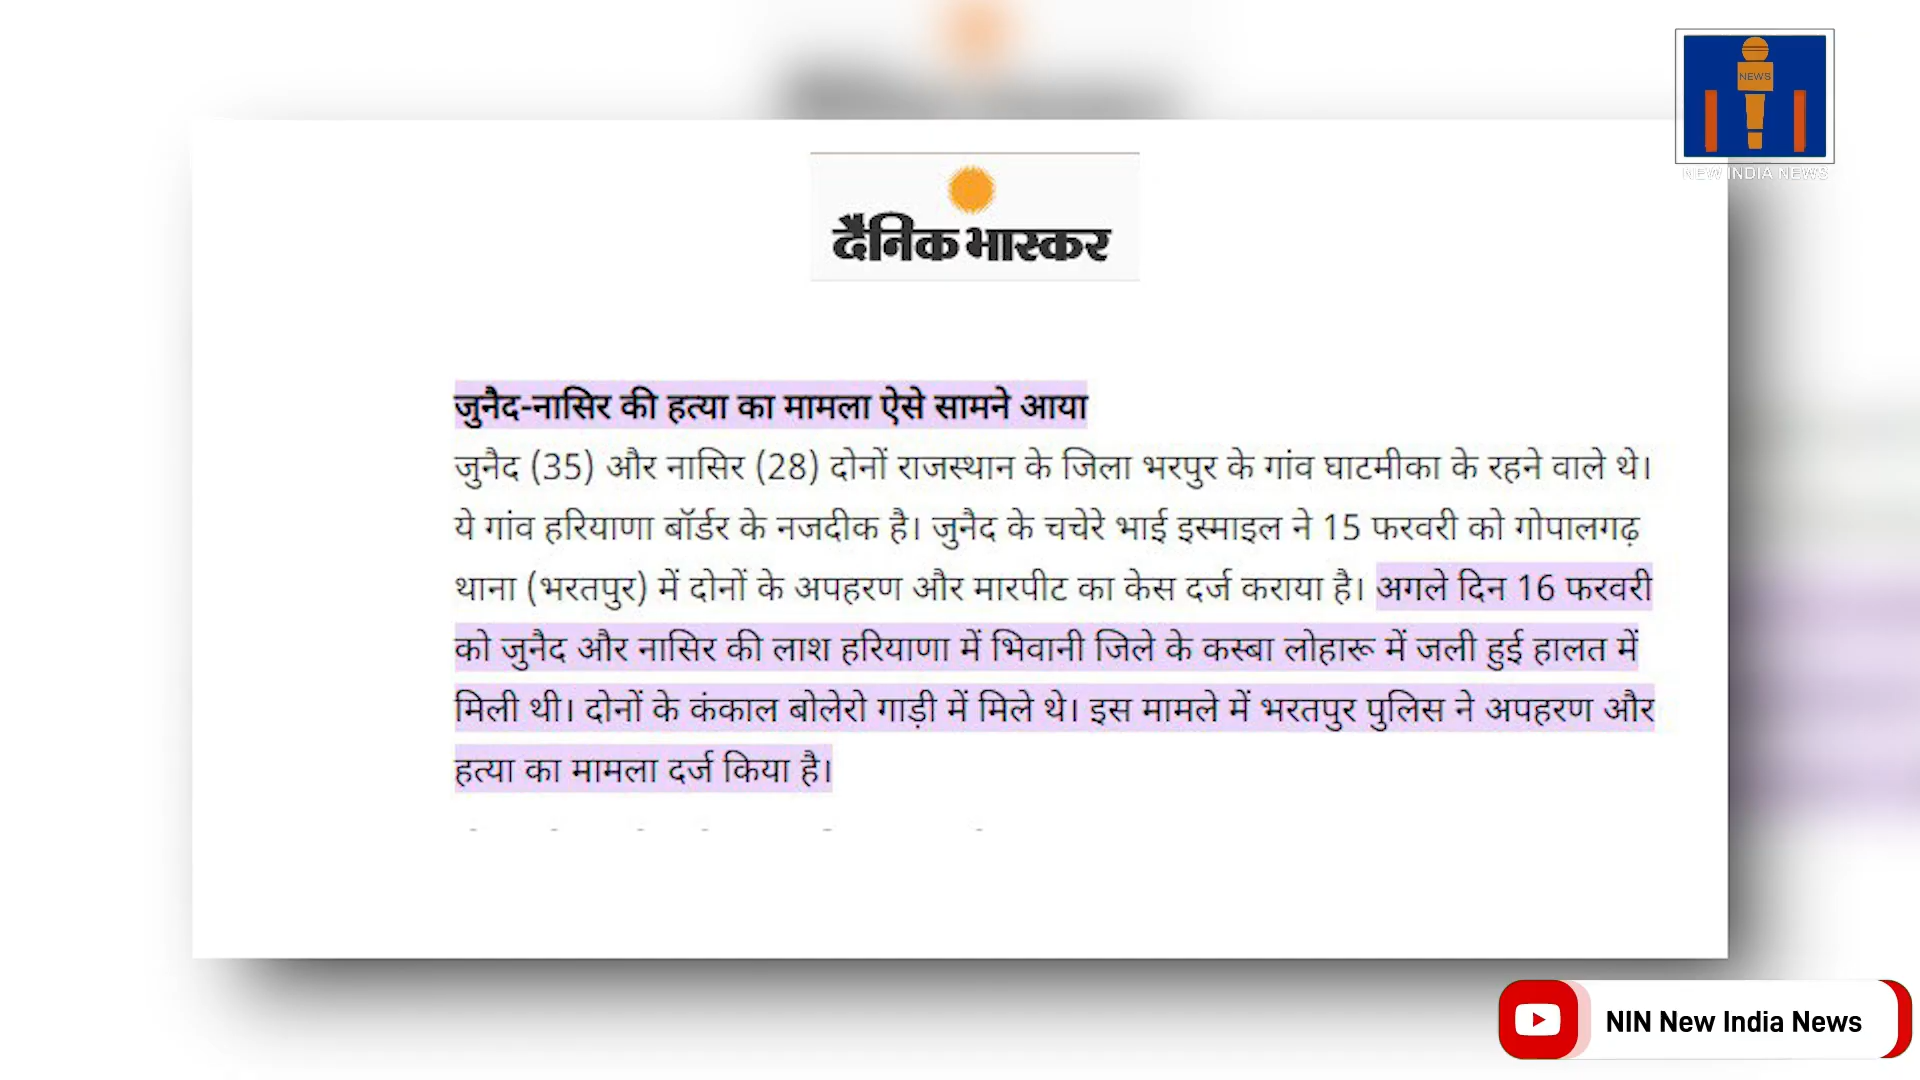 NEWS
NEW INDIA NEWS
दैनिक भास्कर
जुनैद-नासिर की हत्या का मामला ऐसे सामने आया
जुनैद (35) और नासिर (28) दोनों राजस्थान के जिला भरपुर के गांव घाटमीका के रहने वाले थे।
ये गांव हरियाणा बॉर्डर के नजदीक है। जुनैद के चचेरे भाई इस्माइल ने 15 फरवरी को गोपालगढ़
थाना (भरतपुर) में दोनों के अपहरण और मारपीट का केस दर्ज कराया है। अगले दिन 16 फरवरी
को जुनैद और नासिर की लाश हरियाणा में भिवानी जिले के कस्बा लोहारू में जली हुई हालत में
मिली थी। दोनों के कंकाल बोलेरो गाड़ी में मिले थे। इस मामले में भरतपुर पुलिस ने अपहरण और
हत्या का मामला दर्ज किया है।
NIN New India News